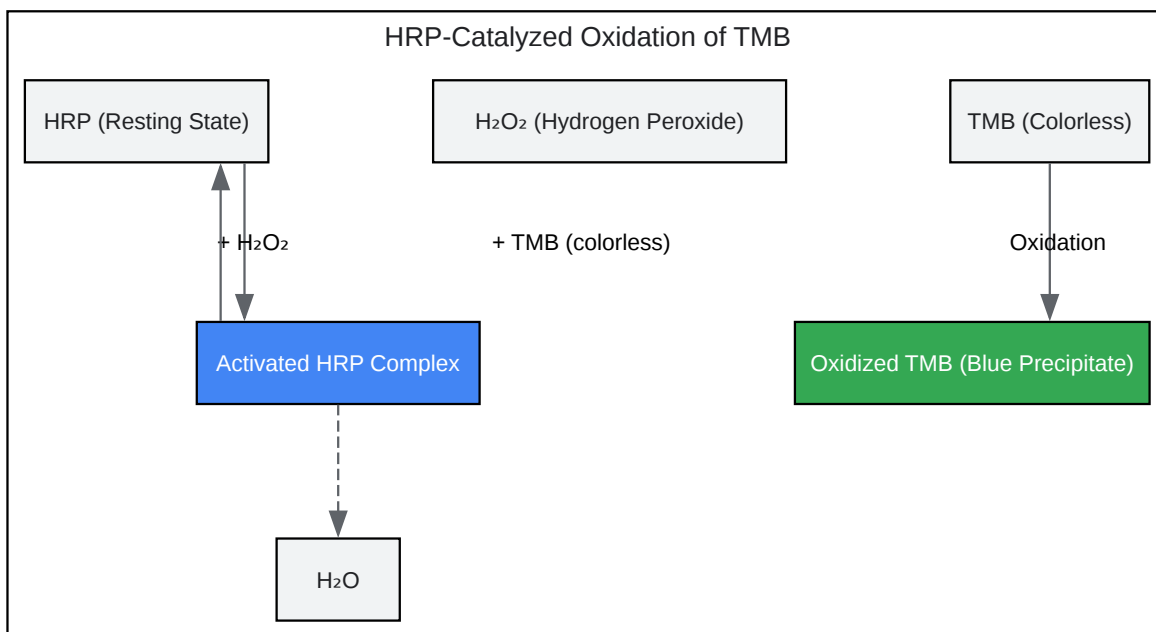 HRP-Catalyzed Oxidation of TMB
HRP (Resting State)
H₂O₂ (Hydrogen Peroxide)
TMB (Colorless)
+ H₂O₂
+ TMB (colorless)
Oxidation
Activated HRP Complex
Oxidized TMB (Blue Precipitate)
H₂O